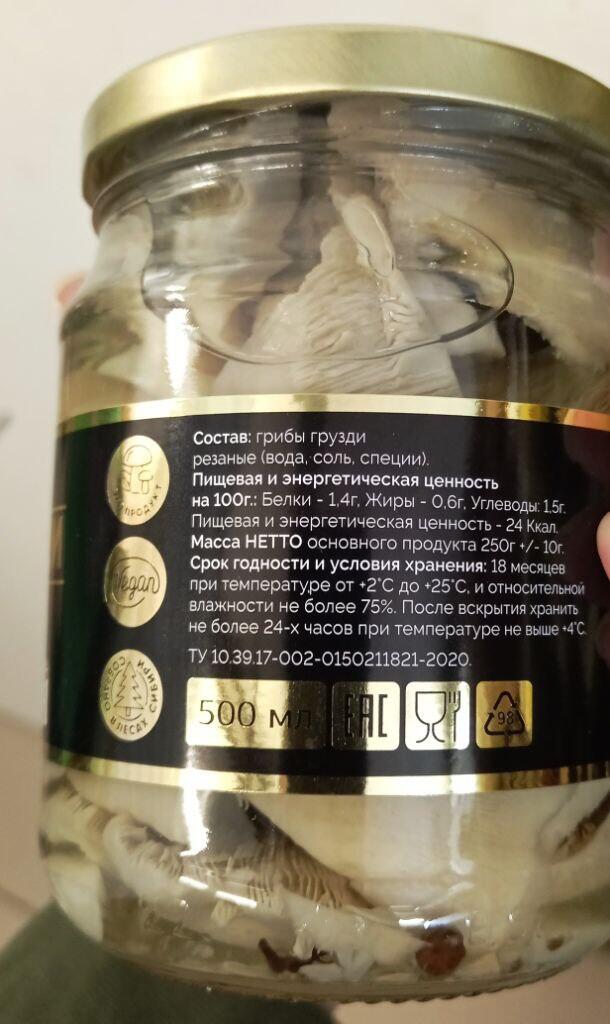 Состав: грибы грузди
резаные (вода, соль, специи).
Пищевая и энергетическая ценность
на 100г.: Белки - 1,4г, Жиры - 0,6г, Углеводы: 1.5г.
Пищевая и энергетическая ценность - 24 Ккал.
Масса НЕТТО основного продукта 250г +/- 10г.
Срок годности и условия хранения: 18 месяцев
при температуре от +2°С до +25°С, и относительной
влажности не более 75%. После вскрытия хранить
не более 24-х часов при температуре не выше +4°С.
ТУ 10.39.17-002-0150211821-2020.
Vegan
СОБРАНО В ЛЕСАХ СИБИРИ
500 мл EAC 98